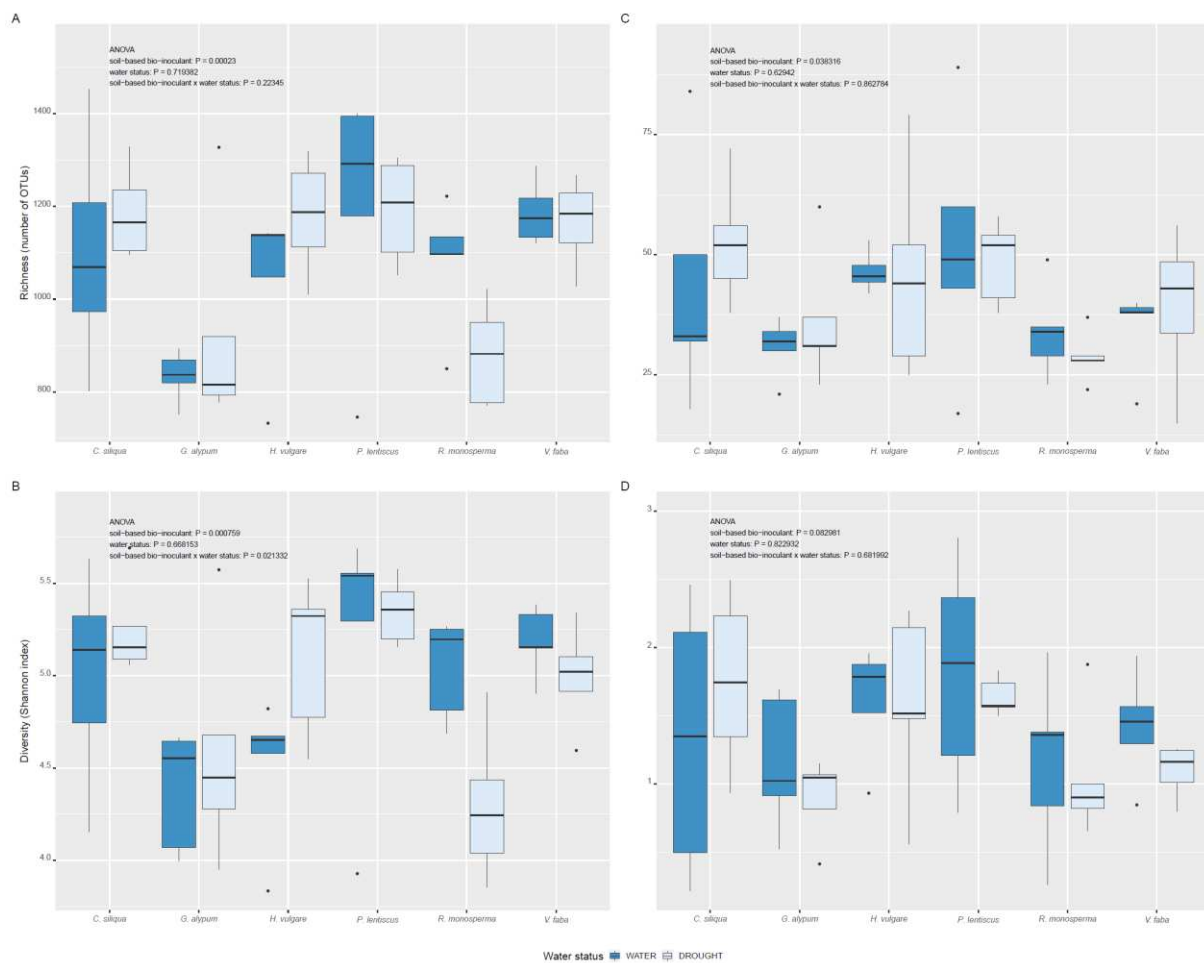 A
ANOVA
soil-based bio-inoculant: P = 0.00023
water status: P = 0.719382
soil-based bio-inoculant x water status: P = 0.22345
Richness (number of OTUs)
1400
1200
1000
800
C. siliqua G. alypum H. vulgare P. lentiscus R. monosperma V. faba
C
ANOVA
soil-based bio-inoculant: P = 0.038316
water status: P = 0.62942
soil-based bio-inoculant x water status: P = 0.862784
75
50
25
C. siliqua G. alypum H. vulgare P. lentiscus R. monosperma V. faba
B
ANOVA
soil-based bio-inoculant: P = 0.000759
water status: P = 0.668153
soil-based bio-inoculant x water status: P = 0.021332
Diversity (Shannon index)
5.5
5.0
4.5
4.0
C. siliqua G. alypum H. vulgare P. lentiscus R. monosperma V. faba
D
ANOVA
soil-based bio-inoculant: P = 0.082981
water status: P = 0.822932
soil-based bio-inoculant x water status: P = 0.681992
3
2
1
C. siliqua G. alypum H. vulgare P. lentiscus R. monosperma V. faba
Water status WATER DROUGHT